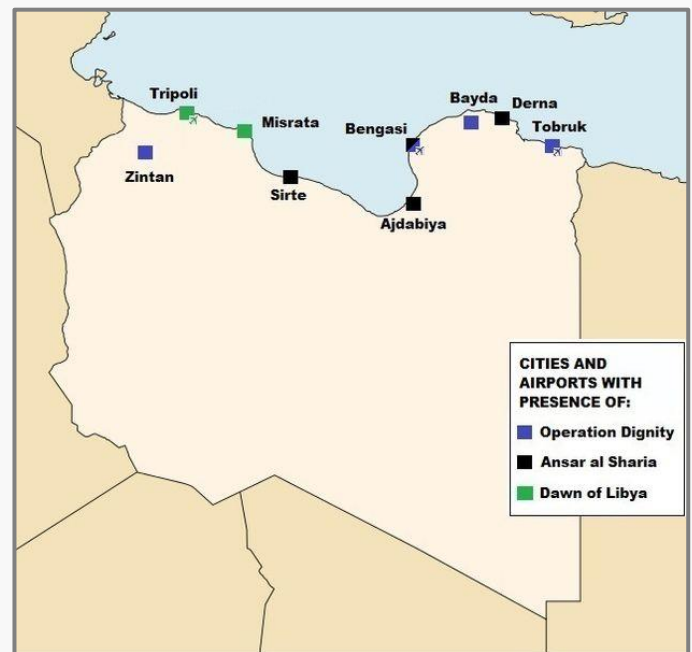 Tripoli
Misrata
Zintan
Sirte
Bengasi
Bayda
Derna
Tobruk
Ajdabiya
CITIES AND
AIRPORTS WITH
PRESENCE OF:
Operation Dignity
Ansar al Sharia
Dawn of Libya